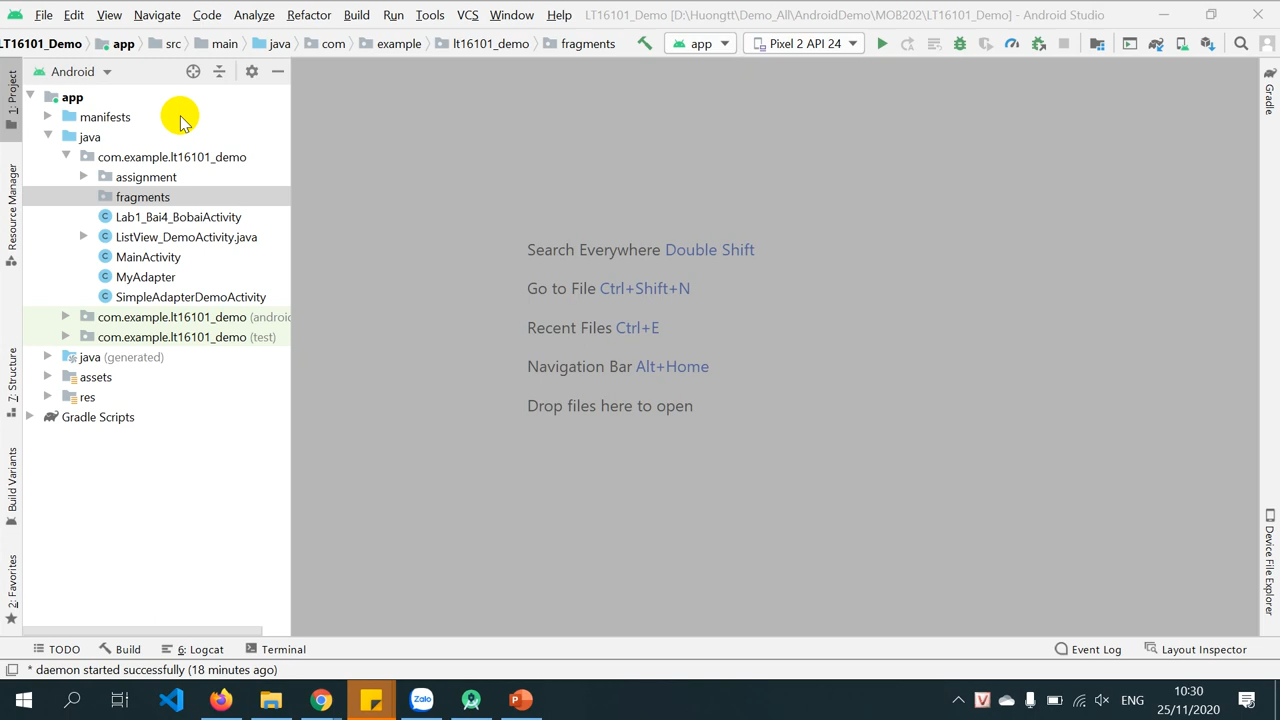 File Edit View Navigate Code Analyze Refactor Build Run Tools VCS Window Help LT16101_Demo [D:\Huongtt\Demo_All\AndroidDemo\MOB202\LT16101_Demo] - Android Studio
LT16101_Demo app src main java com example lt16101_demo fragments app Pixel 2 API 24
1: Project
Resource Manager
Z: Structure
Build Variants
2: Favorites
Android
app
manifests
java
com.example.lt16101_demo
assignment
fragments
Lab1_Bai4_BobaiActivity
ListView_DemoActivity.java
MainActivity
MyAdapter
SimpleAdapterDemoActivity
com.example.lt16101_demo (androi
com.example.lt16101_demo (test)
java (generated)
assets
res
Gradle Scripts
Search Everywhere Double Shift
Go to File Ctrl+Shift+N
Recent Files Ctrl+E
Navigation Bar Alt+Home
Drop files here to open
Gradle
Device File Explorer
TODO Build 6: Logcat Terminal Event Log Layout Inspector
* daemon started successfully (18 minutes ago)
Zalo V ENG 10:30
25/11/2020